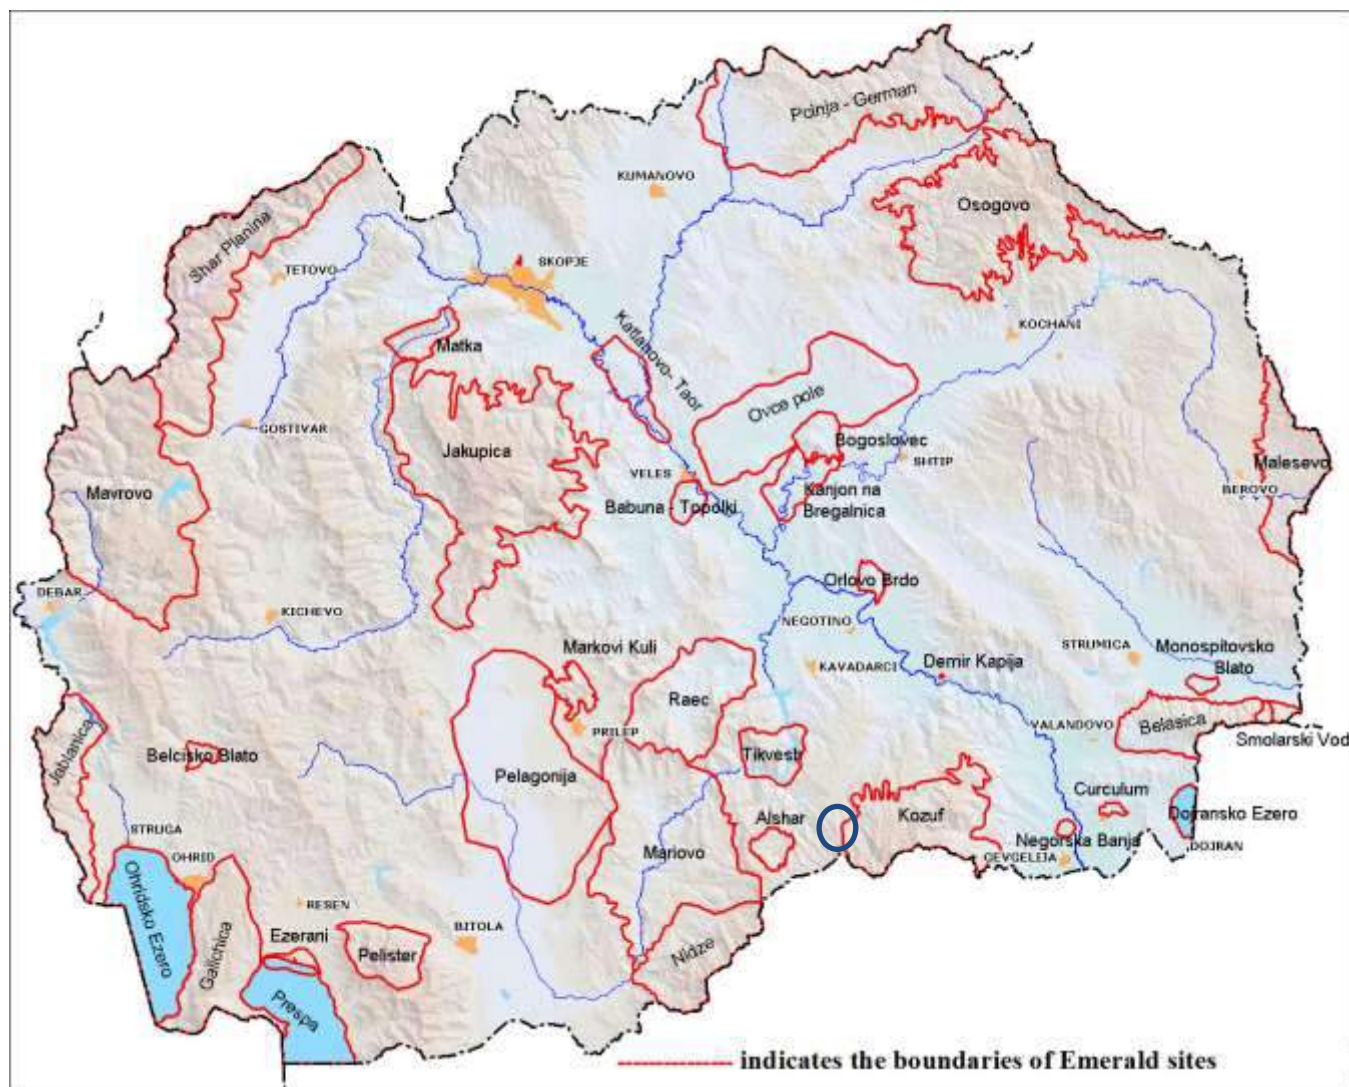 Poinja - German
KUMANOVO
Osogovo
Shar Planina
SKOPJE
TETOVO
KOCHANI
Matka
Katlanovo- Taor
Ovce pole
GOSTIVAR
Jakupica
Bogoslovec
SHTIP
Malesevo
VELES
BEROVO
Mavrovo
Babuna - Topolki
Kanjon na
Bregalnica
Orlovo Brdo
DEBAR
KICHEVO
NEGOTINO
Markovi Kuli
KAVADARCI
Demir Kapija
STRUMICA
Monospitovsko
Blato
Raec
PRILEP
VALANDOVO
Belasica
Smolarski Vod
Jablanica
Belcisko Blato
Pelagonija
Tikvesh
Curculum
Alshar
Kozuf
Dojransko Ezero
STRUGA
Negorska Banja
DOJRAN
OHRID
Mariovo
GEVGELIJA
Ohridsko Ezero
RESEN
Galichica
Ezerani
BITOLA
Pelister
Nidze
Prespa
indicates the boundaries of Emerald sites